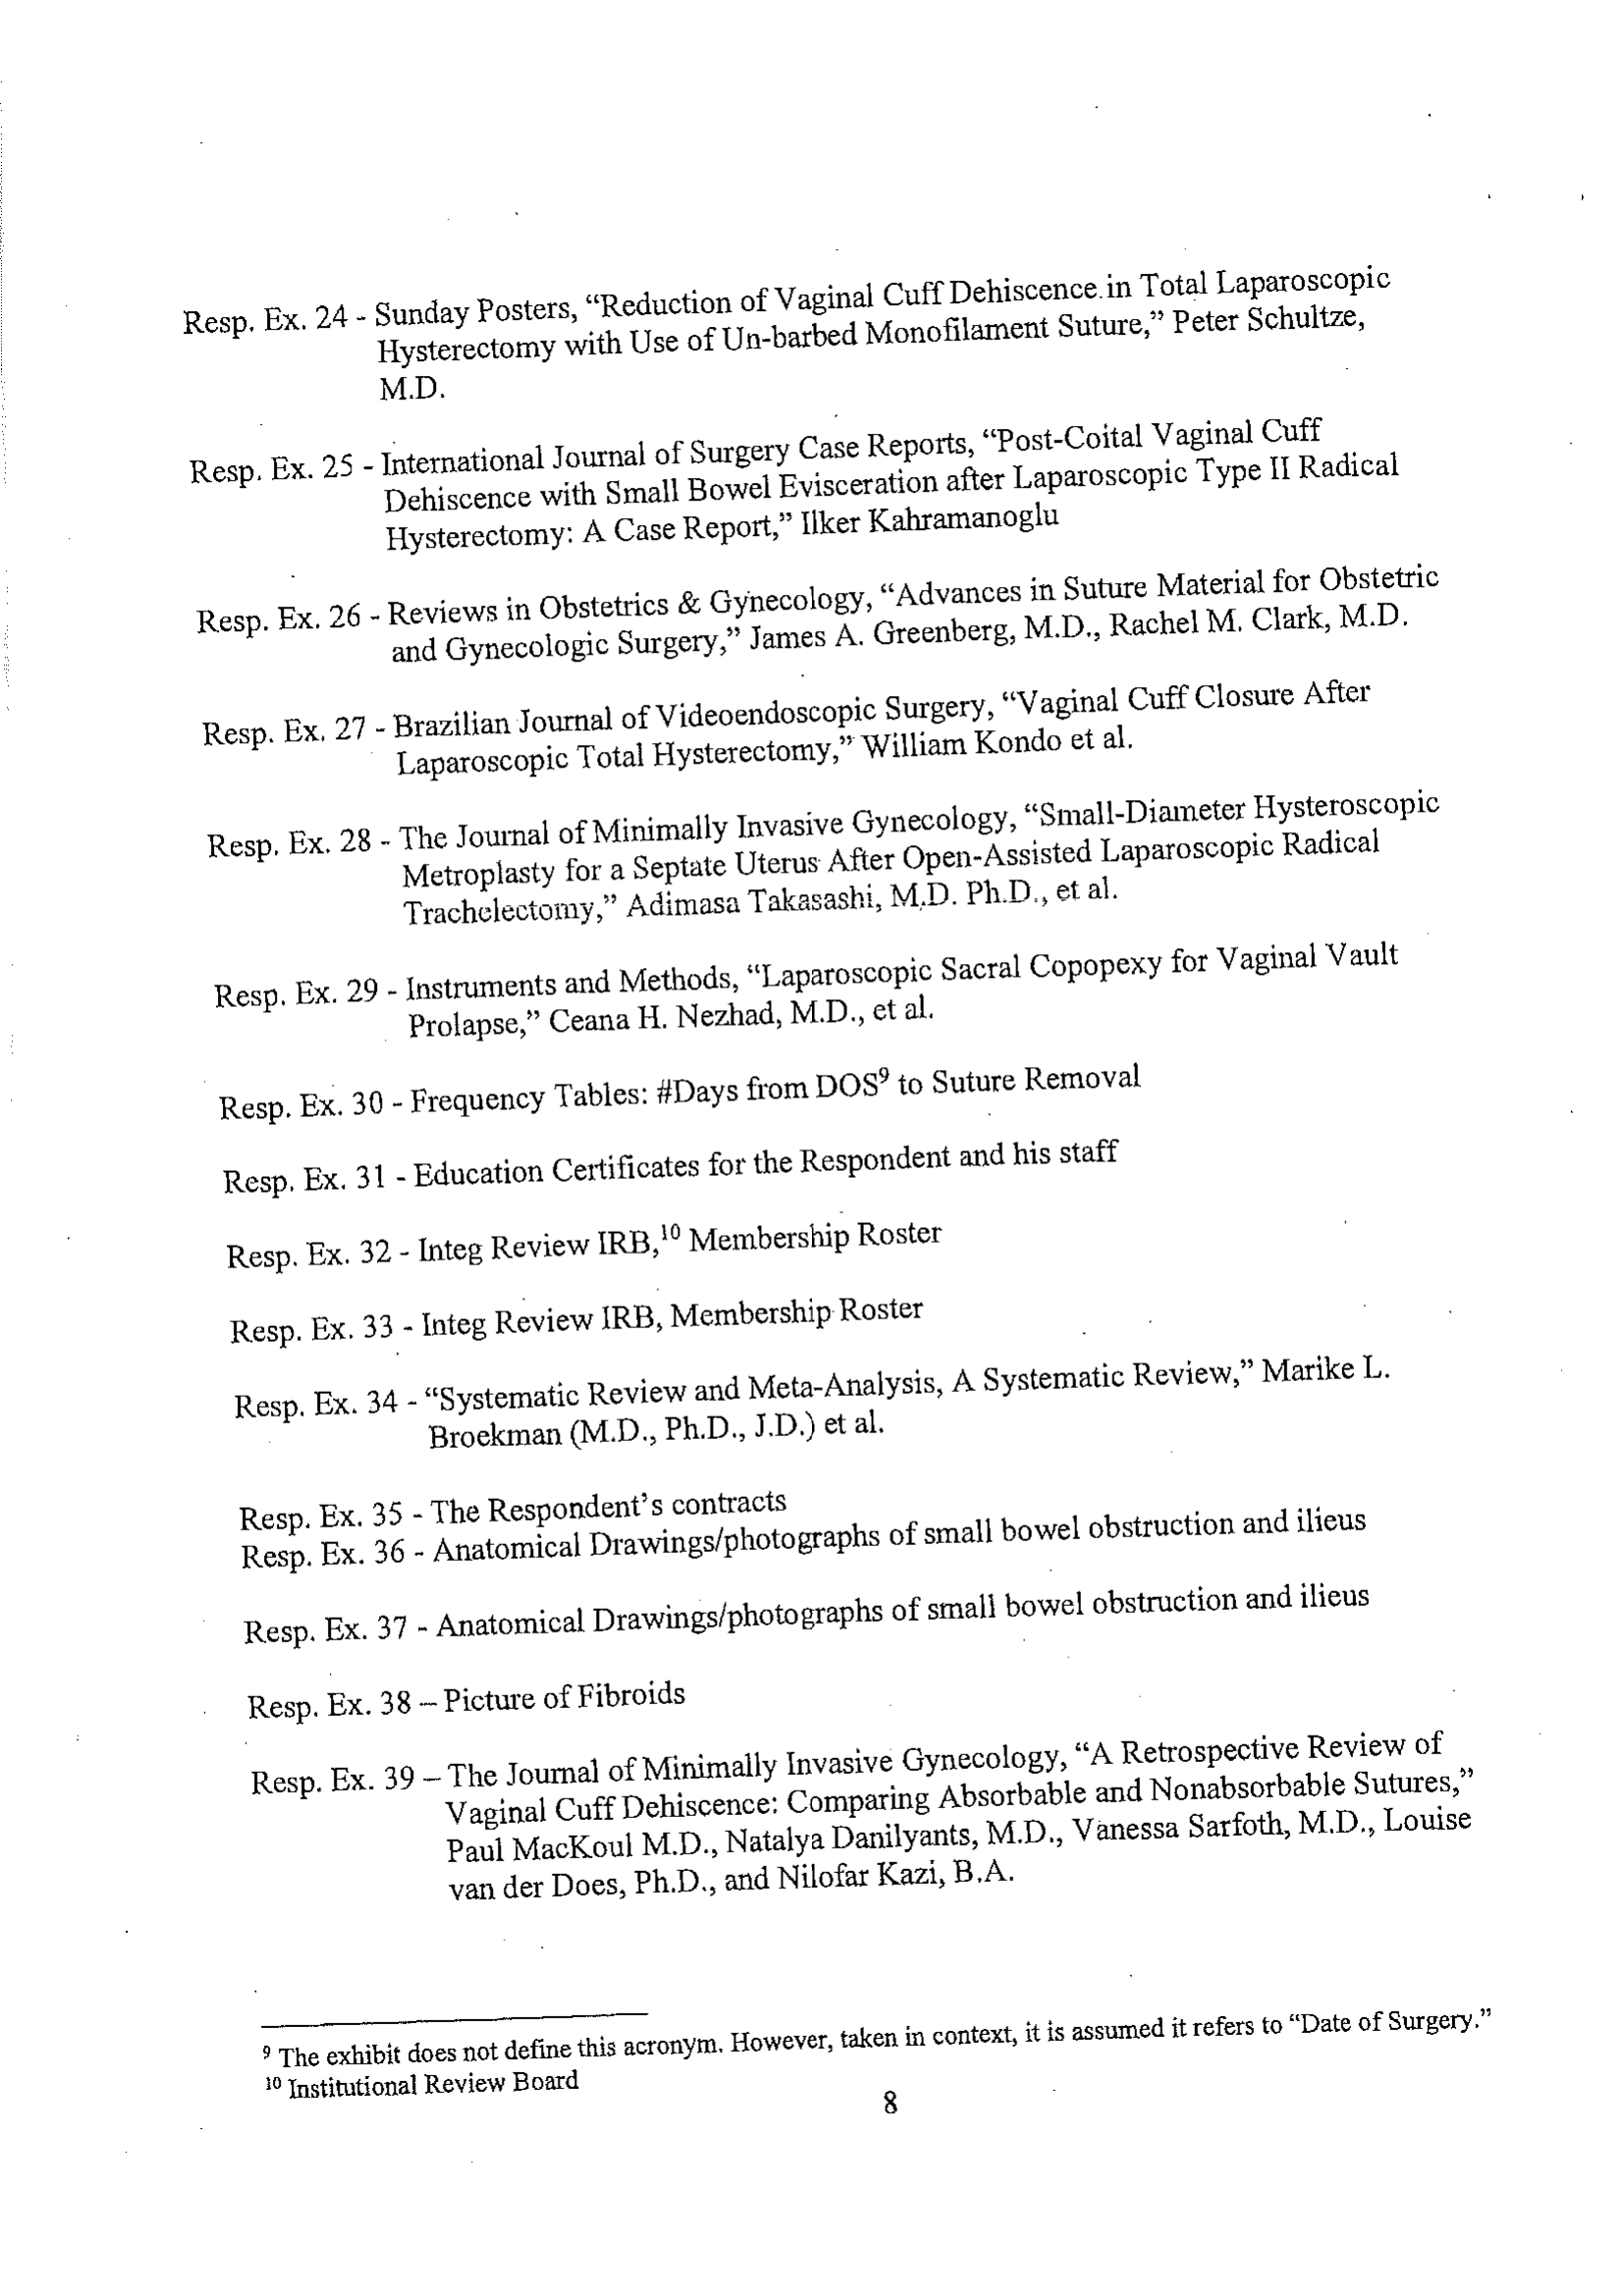 Resp. Ex. 24 - Sunday Posters, “Reduction of Vaginal Cuff Dehiscence in Total Laparoscopic
Hysterectomy with Use of Un-barbed Monofilament Suture,” Peter Schultze,
M.D.
Resp. Ex. 25 - International Journal of Surgery Case Reports, “Post-Coital Vaginal Cuff
Dehiscence with Small Bowel Evisceration after Laparoscopic Type II Radical
Hysterectomy: A Case Report,” Ilker Kahramanoglu
Resp. Ex. 26 - Reviews in Obstetrics & Gynecology, “Advances in Suture Material for Obstetric
and Gynecologic Surgery,” James A. Greenberg, M.D., Rachel M. Clark, M.D.
Resp. Ex. 27 - Brazilian Journal of Videoendoscopic Surgery, “Vaginal Cuff Closure After
Laparoscopic Total Hysterectomy,” William Kondo et al.
Resp. Ex. 28 - The Journal of Minimally Invasive Gynecology, “Small-Diameter Hysteroscopic
Metroplasty for a Septate Uterus After Open-Assisted Laparoscopic Radical
Trachelectomy,” Adimasa Takasashi, M.D. Ph.D., et al.
Resp. Ex. 29 - Instruments and Methods, “Laparoscopic Sacral Copopexy for Vaginal Vault
Prolapse,” Ceana H. Nezhad, M.D., et al.
Resp. Ex. 30 - Frequency Tables: #Days from DOS⁹ to Suture Removal
Resp. Ex. 31 - Education Certificates for the Respondent and his staff
Resp. Ex. 32 - Integ Review IRB,¹⁰ Membership Roster
Resp. Ex. 33 - Integ Review IRB, Membership Roster
Resp. Ex. 34 - “Systematic Review and Meta-Analysis, A Systematic Review,” Marike L.
Broekman (M.D., Ph.D., J.D.) et al.
Resp. Ex. 35 - The Respondent’s contracts
Resp. Ex. 36 - Anatomical Drawings/photographs of small bowel obstruction and ilieus
Resp. Ex. 37 - Anatomical Drawings/photographs of small bowel obstruction and ilieus
Resp. Ex. 38 – Picture of Fibroids
Resp. Ex. 39 – The Journal of Minimally Invasive Gynecology, “A Retrospective Review of
Vaginal Cuff Dehiscence: Comparing Absorbable and Nonabsorbable Sutures,”
Paul MacKoul M.D., Natalya Danilyants, M.D., Vanessa Sarfoth, M.D., Louise
van der Does, Ph.D., and Nilofar Kazi, B.A.
⁹ The exhibit does not define this acronym. However, taken in context, it is assumed it refers to “Date of Surgery.”
¹⁰ Institutional Review Board
8